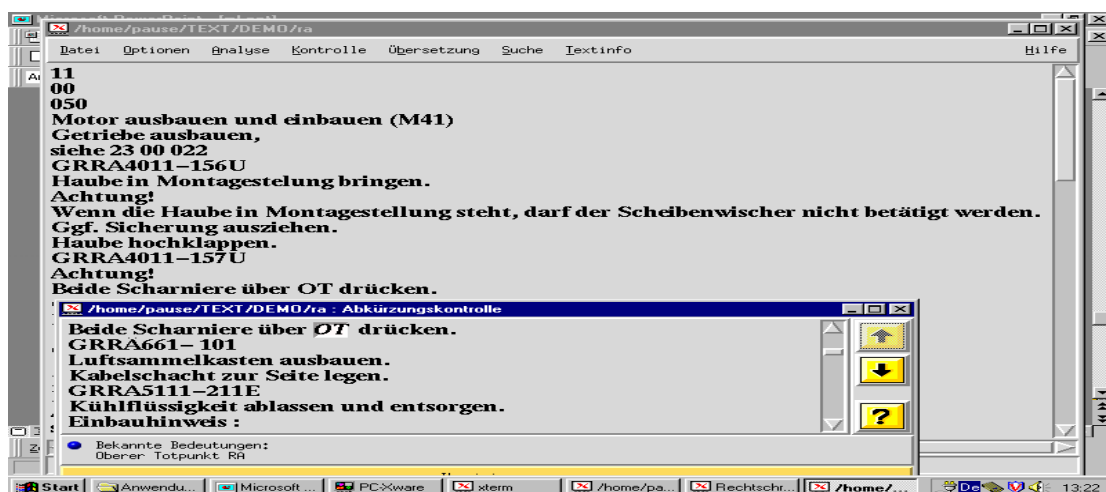 /home/pause/TEXT/DEMO/ra
Datei Optionen Analyse Kontrolle Übersetzung Suche Textinfo Hilfe
11
00
050
Motor ausbauen und einbauen (M41)
Getriebe ausbauen,
siehe 23 00 022
GRRA4011-156U
Haube in Montagestelung bringen.
Achtung!
Wenn die Haube in Montagestellung steht, darf der Scheibenwischer nicht betätigt werden.
Ggf. Sicherung ausziehen.
Haube hochklappen.
GRRA4011-157U
Achtung!
Beide Scharniere über OT drücken.
/home/pause/TEXT/DEMO/ra : Abkürzungskontrolle
Beide Scharniere über OT drücken.
GRRA661- 101
Luftsammelkasten ausbauen.
Kabelschacht zur Seite legen.
GRRA5111-211E
Kühlflüssigkeit ablassen und entsorgen.
Einbauhinweis :
?
Bekannte Bedeutungen:
Oberer Totpunkt RA
Start Anwendu... Microsoft ... PC-Xware xterm /home/pa... Rechtschr... /home/... De 13:22